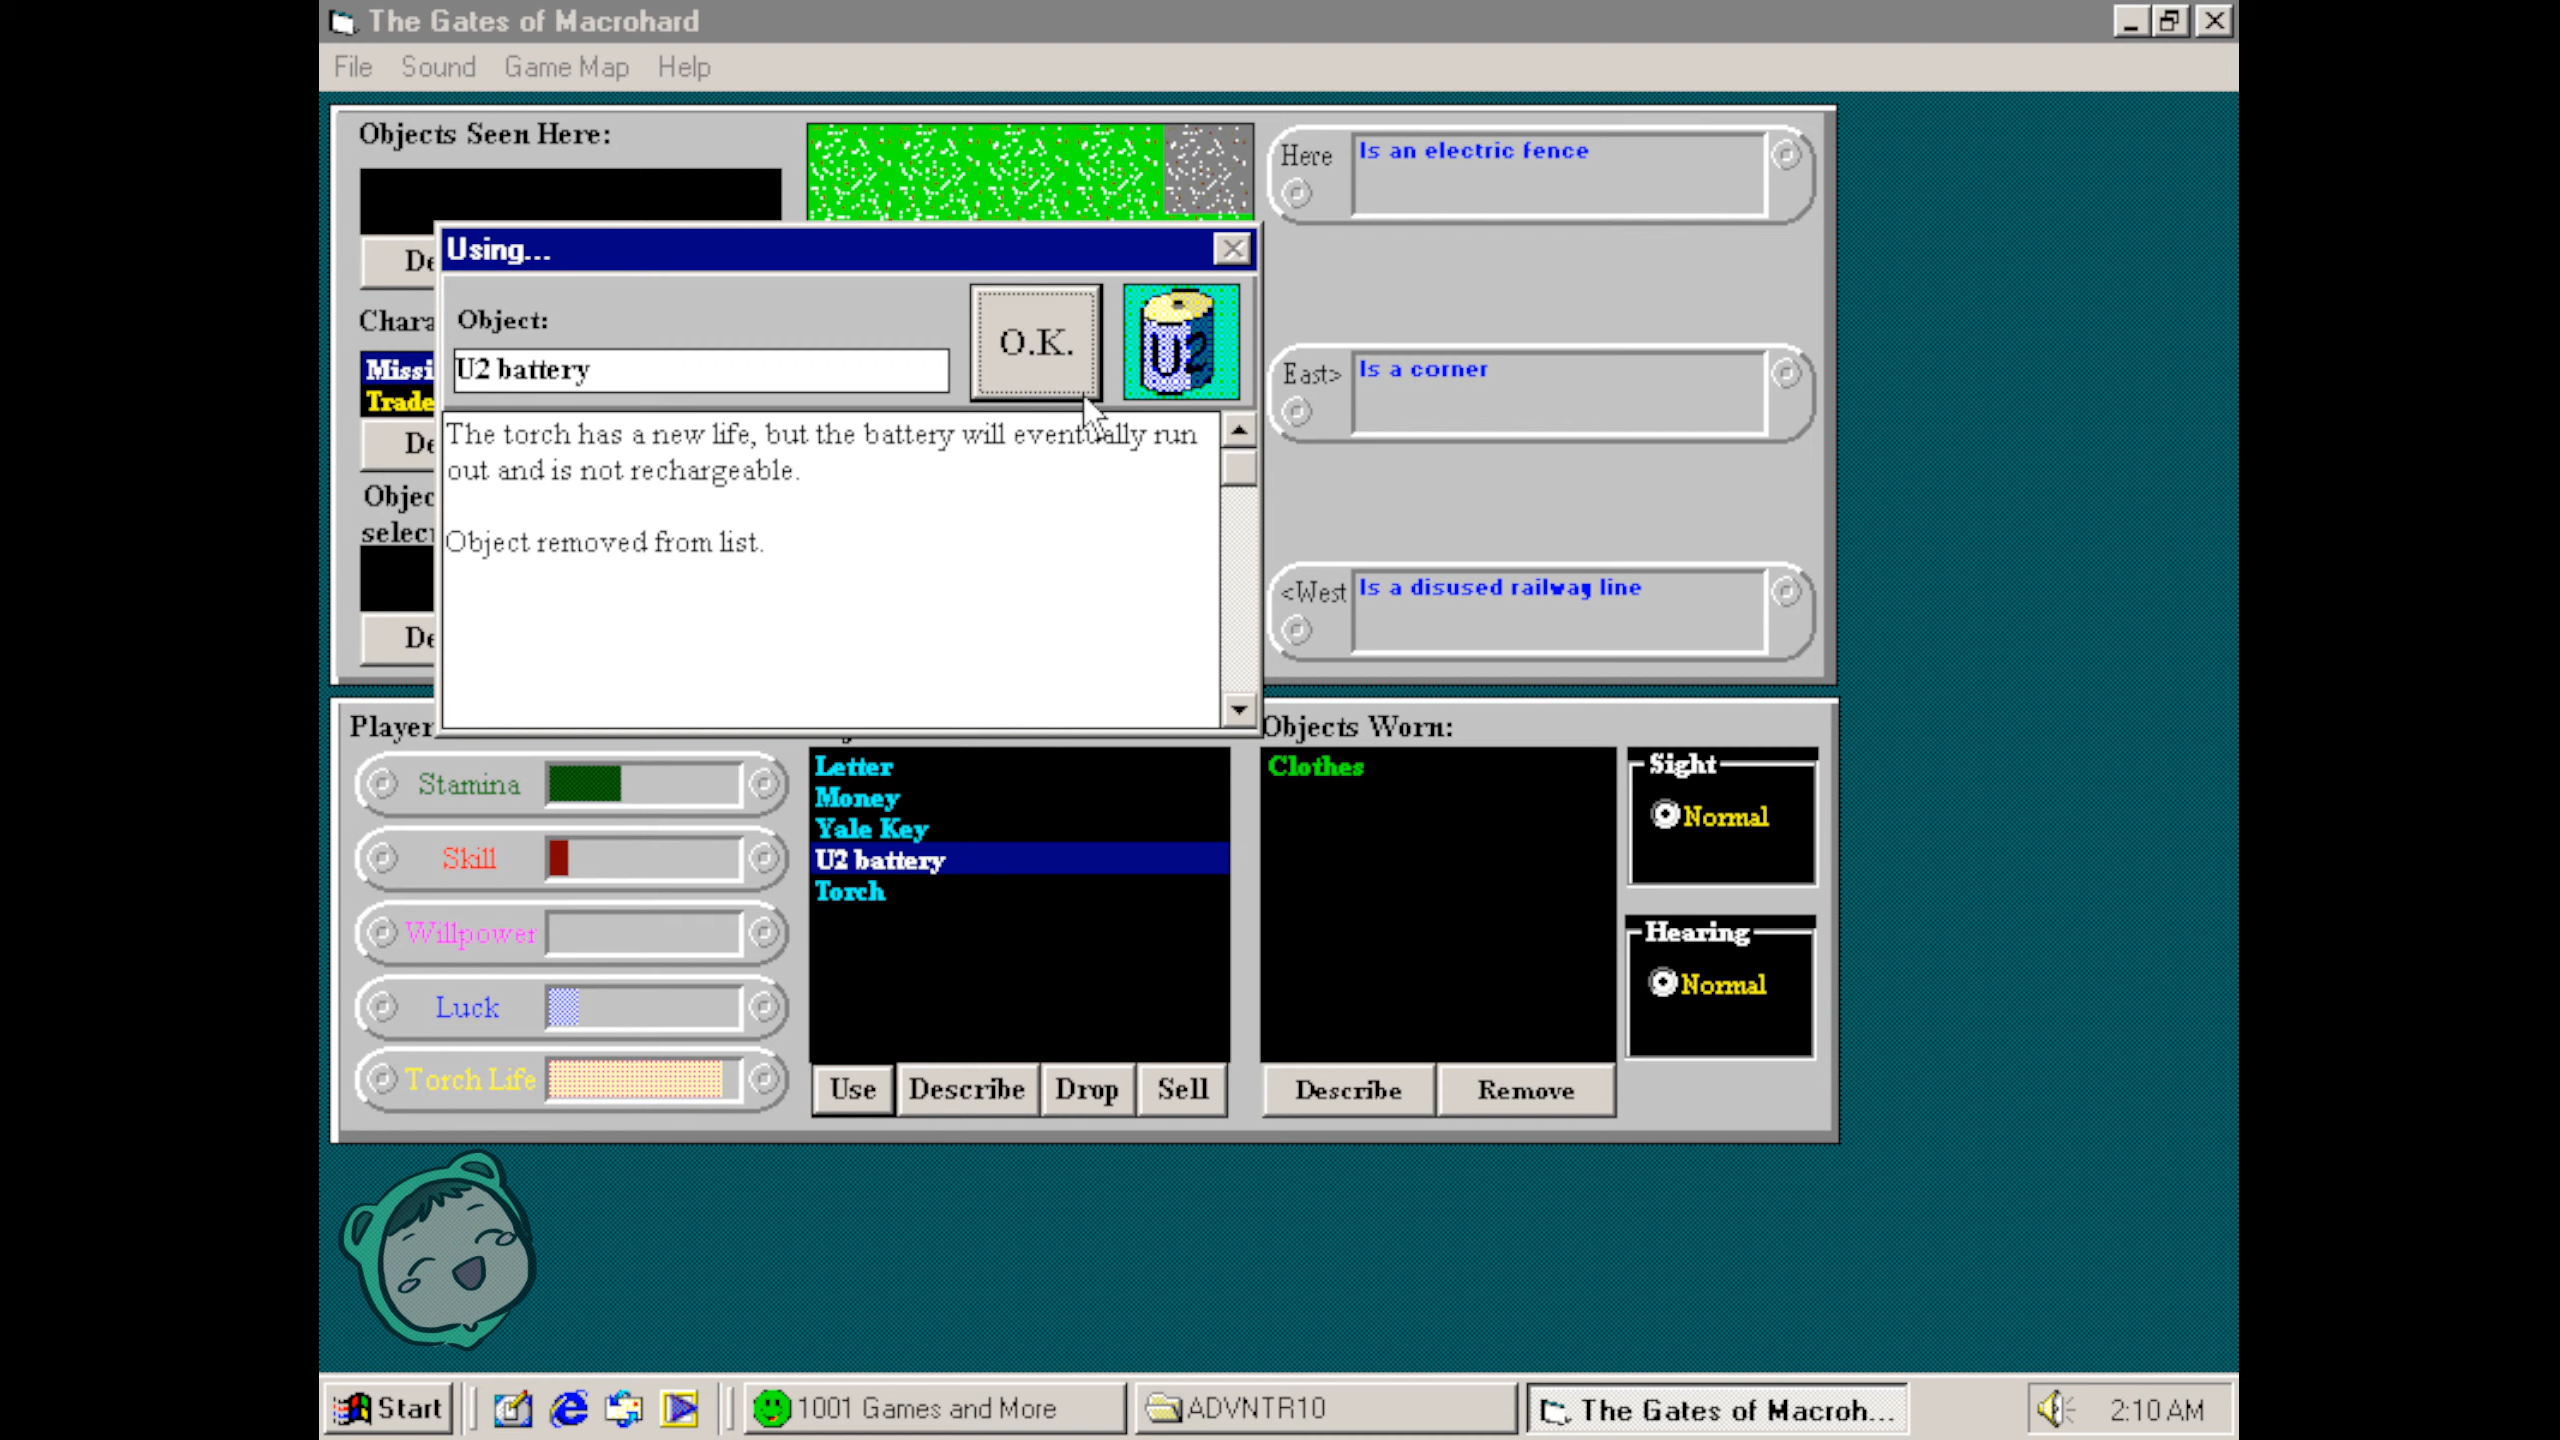 The Gates of Macrohard
File Sound Game Map Help
Objects Seen Here:
Here Is an electric fence
Using...
De
Object:
O.K.
U2
Chara
Missi
U2 battery
East> Is a corner
Trade
De
The torch has a new life, but the battery will eventually run
out and is not rechargeable.
Objec
selec
Object removed from list.
<West Is a disused railway line
De
Player
Objects Worn:
Stamina
Skill
Willpower
Luck
Torch Life
Letter
Money
Yale Key
U2 battery
Torch
Clothes
Sight
Normal
Hearing
Normal
Use Describe Drop Sell
Describe Remove
Start 1001 Games and More ADVNTR10 The Gates of Macroh... 2:10 AM